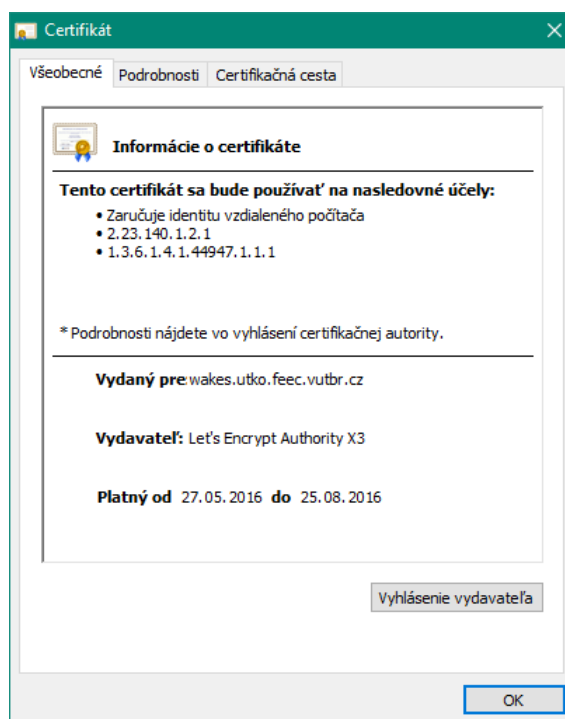 Certifikát
Všeobecné Podrobnosti Certifikačná cesta
Informácie o certifikáte
Tento certifikát sa bude používať na nasledovné účely:
• Zaručuje identitu vzdialeného počítača
• 2.23.140.1.2.1
• 1.3.6.1.4.1.44947.1.1.1
* Podrobnosti nájdete vo vyhlásení certifikačnej autority.
Vydaný pre: wakes.utko.feec.vutbr.cz
Vydavateľ: Let's Encrypt Authority X3
Platný od 27.05.2016 do 25.08.2016
Vyhlásenie vydavateľa
OK